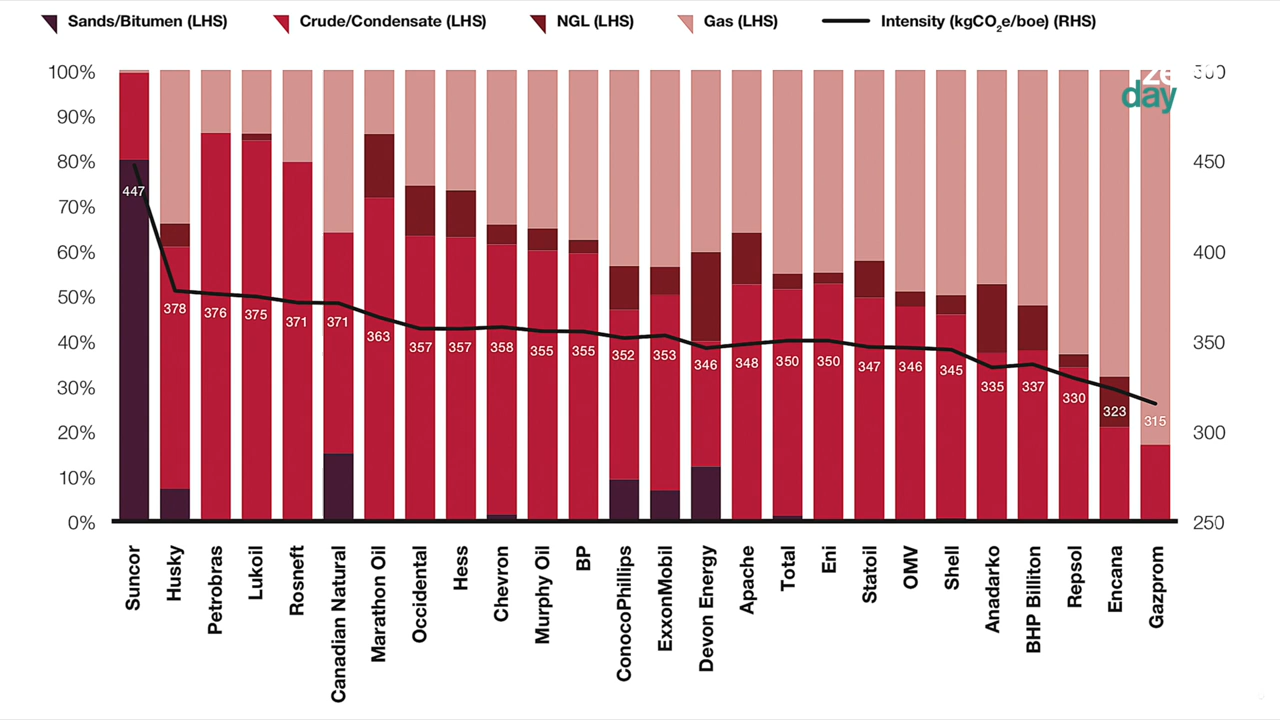 Sands/Bitumen (LHS) Crude/Condensate (LHS) NGL (LHS) Gas (LHS) Intensity (kgCO₂e/boe) (RHS)
100%
90%
80%
70%
60%
50%
40%
30%
20%
10%
0%
447
378
376
375
371
371
363
357
357
358
355
355
352
353
346
348
350
350
347
346
345
335
337
330
323
315
day
450
400
350
300
250
Suncor
Husky
Petrobras
Lukoil
Rosneft
Canadian Natural
Marathon Oil
Occidental
Hess
Chevron
Murphy Oil
BP
ConocoPhillips
ExxonMobil
Devon Energy
Apache
Total
Eni
Statoil
OMV
Shell
Anadarko
BHP Billiton
Repsol
Encana
Gazprom